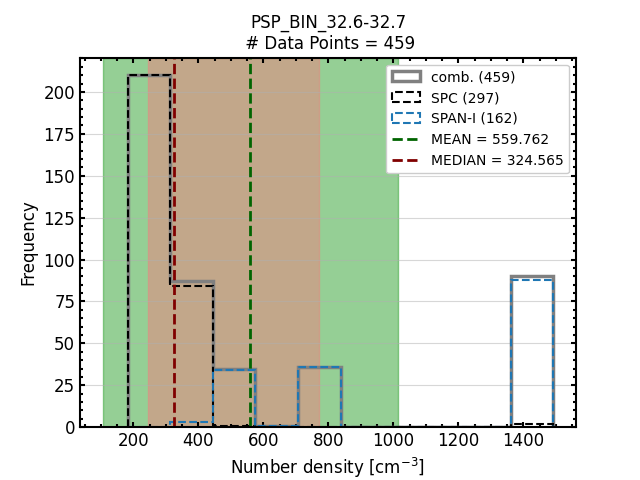 PSP_BIN_32.6-32.7
# Data Points = 459
comb. (459)
SPC (297)
SPAN-I (162)
MEAN = 559.762
MEDIAN = 324.565
Frequency
200
175
150
125
100
75
50
25
0
200 400 600 800 1000 1200 1400
Number density [cm⁻³]